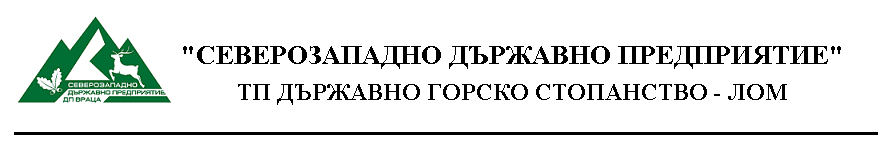 СЕВЕРОЗАПАДНО
ДЪРЖАВНО ПРЕДПРИЯТИЕ
ДП ВРАЦА
"СЕВЕРОЗАПАДНО ДЪРЖАВНО ПРЕДПРИЯТИЕ"
ТП ДЪРЖАВНО ГОРСКО СТОПАНСТВО - ЛОМ